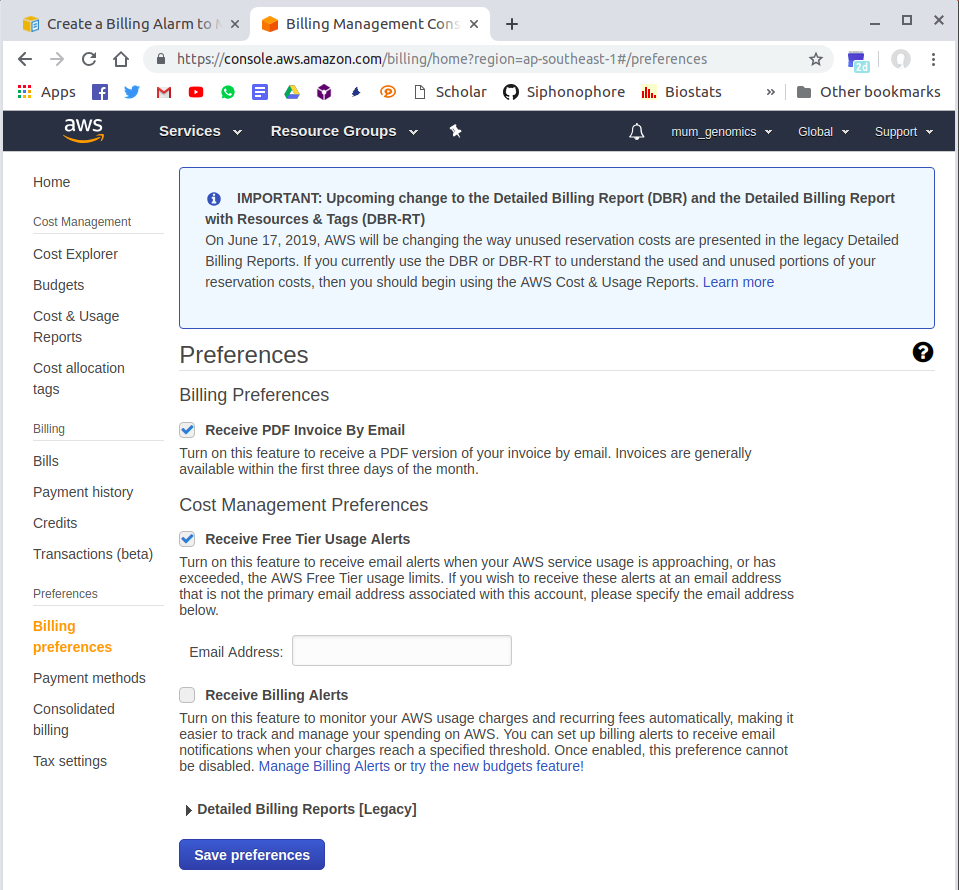 Create a Billing Alarm to
Billing Management Cons
https://console.aws.amazon.com/billing/home?region=ap-southeast-1#/preferences
2d
Apps
Scholar
Siphonophore
Biostats
»
Other bookmarks
aws
Services
Resource Groups
mum_genomics
Global
Support
Home
Cost Management
Cost Explorer
Budgets
Cost & Usage
Reports
Cost allocation
tags
Billing
Bills
Payment history
Credits
Transactions (beta)
Preferences
Billing
preferences
Payment methods
Consolidated
billing
Tax settings
IMPORTANT: Upcoming change to the Detailed Billing Report (DBR) and the Detailed Billing Report
with Resources & Tags (DBR-RT)
On June 17, 2019, AWS will be changing the way unused reservation costs are presented in the legacy Detailed
Billing Reports. If you currently use the DBR or DBR-RT to understand the used and unused portions of your
reservation costs, then you should begin using the AWS Cost & Usage Reports. Learn more
Preferences
Billing Preferences
Receive PDF Invoice By Email
Turn on this feature to receive a PDF version of your invoice by email. Invoices are generally
available within the first three days of the month.
Cost Management Preferences
Receive Free Tier Usage Alerts
Turn on this feature to receive email alerts when your AWS service usage is approaching, or has
exceeded, the AWS Free Tier usage limits. If you wish to receive these alerts at an email address
that is not the primary email address associated with this account, please specify the email address
below.
Email Address:
Receive Billing Alerts
Turn on this feature to monitor your AWS usage charges and recurring fees automatically, making it
easier to track and manage your spending on AWS. You can set up billing alerts to receive email
notifications when your charges reach a specified threshold. Once enabled, this preference cannot
be disabled. Manage Billing Alerts or try the new budgets feature!
Detailed Billing Reports [Legacy]
Save preferences